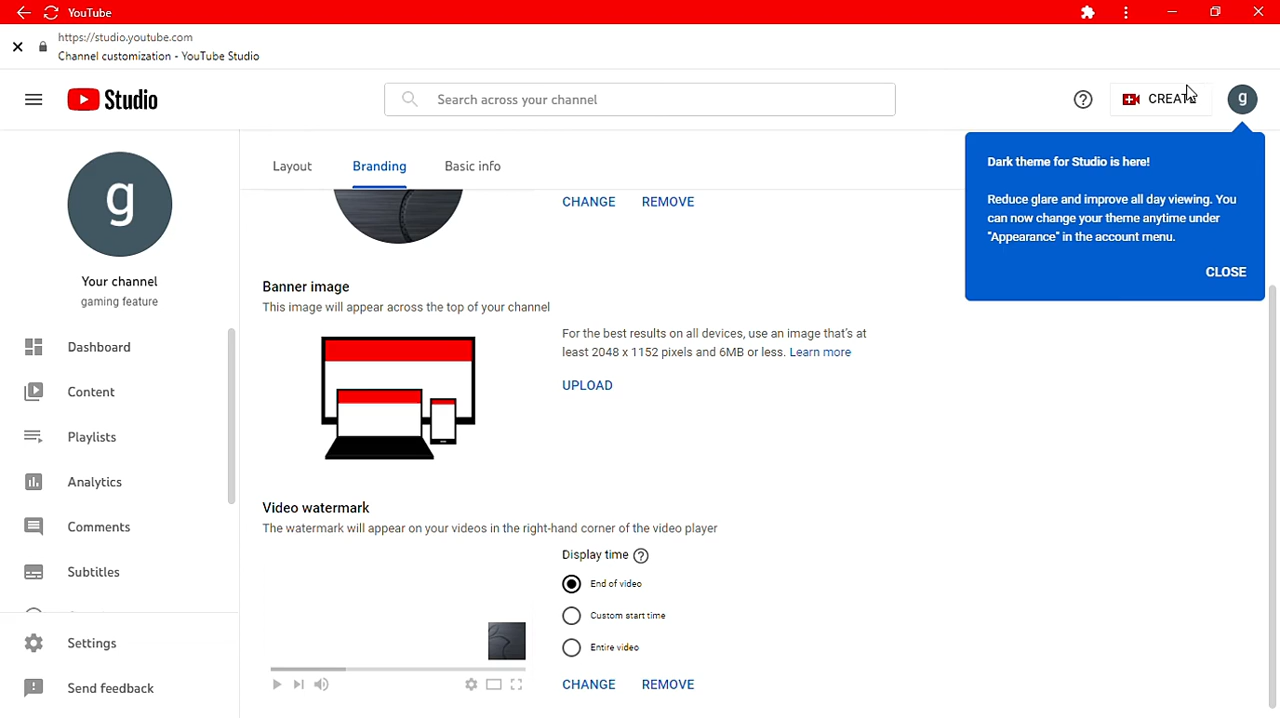 YouTube
https://studio.youtube.com
Channel customization - YouTube Studio
Studio
Search across your channel
CREATE
g
Dark theme for Studio is here!
Reduce glare and improve all day viewing. You
can now change your theme anytime under
"Appearance" in the account menu.
CLOSE
g
Your channel
gaming feature
Dashboard
Content
Playlists
Analytics
Comments
Subtitles
Settings
Send feedback
Layout
Branding
Basic info
CHANGE
REMOVE
Banner image
This image will appear across the top of your channel
For the best results on all devices, use an image that's at
least 2048 x 1152 pixels and 6MB or less. Learn more
UPLOAD
Video watermark
The watermark will appear on your videos in the right-hand corner of the video player
Display time
End of video
Custom start time
Entire video
CHANGE
REMOVE